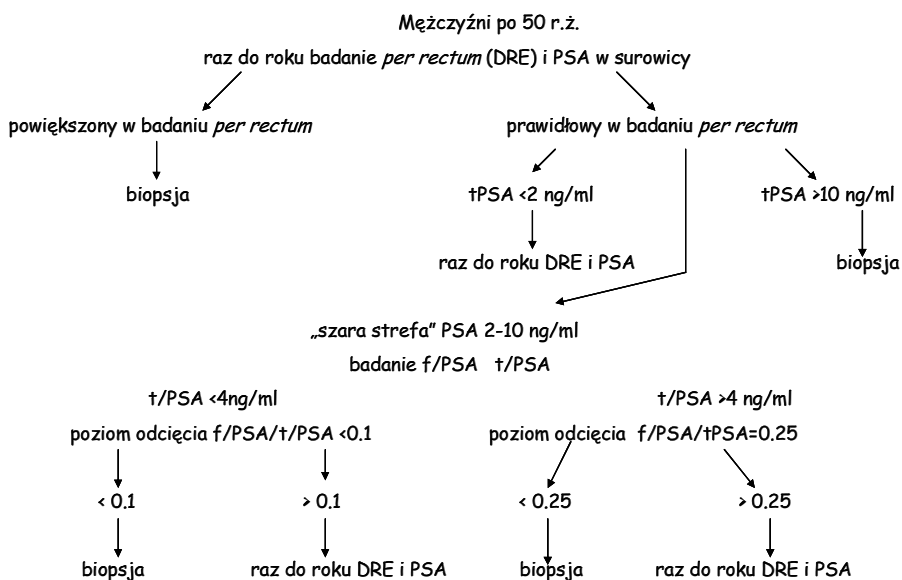 Mężczyźni po 50 r.ż.
raz do roku badanie per rectum (DRE) i PSA w surowicy
powiększony w badaniu per rectum
prawidłowy w badaniu per rectum
biopsja
tPSA <2 ng/ml
tPSA >10 ng/ml
raz do roku DRE i PSA
biopsja
„szara strefa” PSA 2-10 ng/ml
badanie f/PSA t/PSA
t/PSA <4ng/ml
t/PSA >4 ng/ml
poziom odcięcia f/PSA/t/PSA <0.1
poziom odcięcia f/PSA/tPSA=0.25
< 0.1
> 0.1
< 0.25
> 0.25
biopsja
raz do roku DRE i PSA
biopsja
raz do roku DRE i PSA